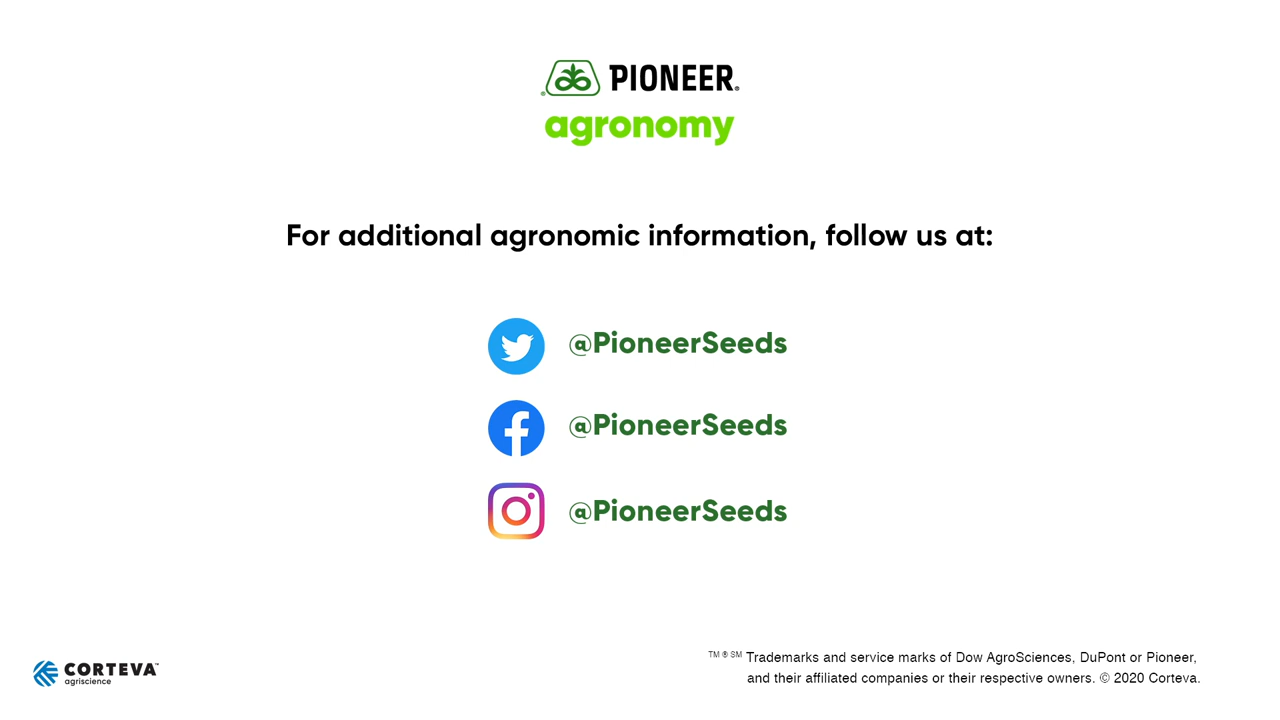 PIONEER®
agronomy
For additional agronomic information, follow us at:
@PioneerSeeds
@PioneerSeeds
@PioneerSeeds
CORTEVA™
agriscience
TM ® SM Trademarks and service marks of Dow AgroSciences, DuPont or Pioneer,
and their affiliated companies or their respective owners. © 2020 Corteva.